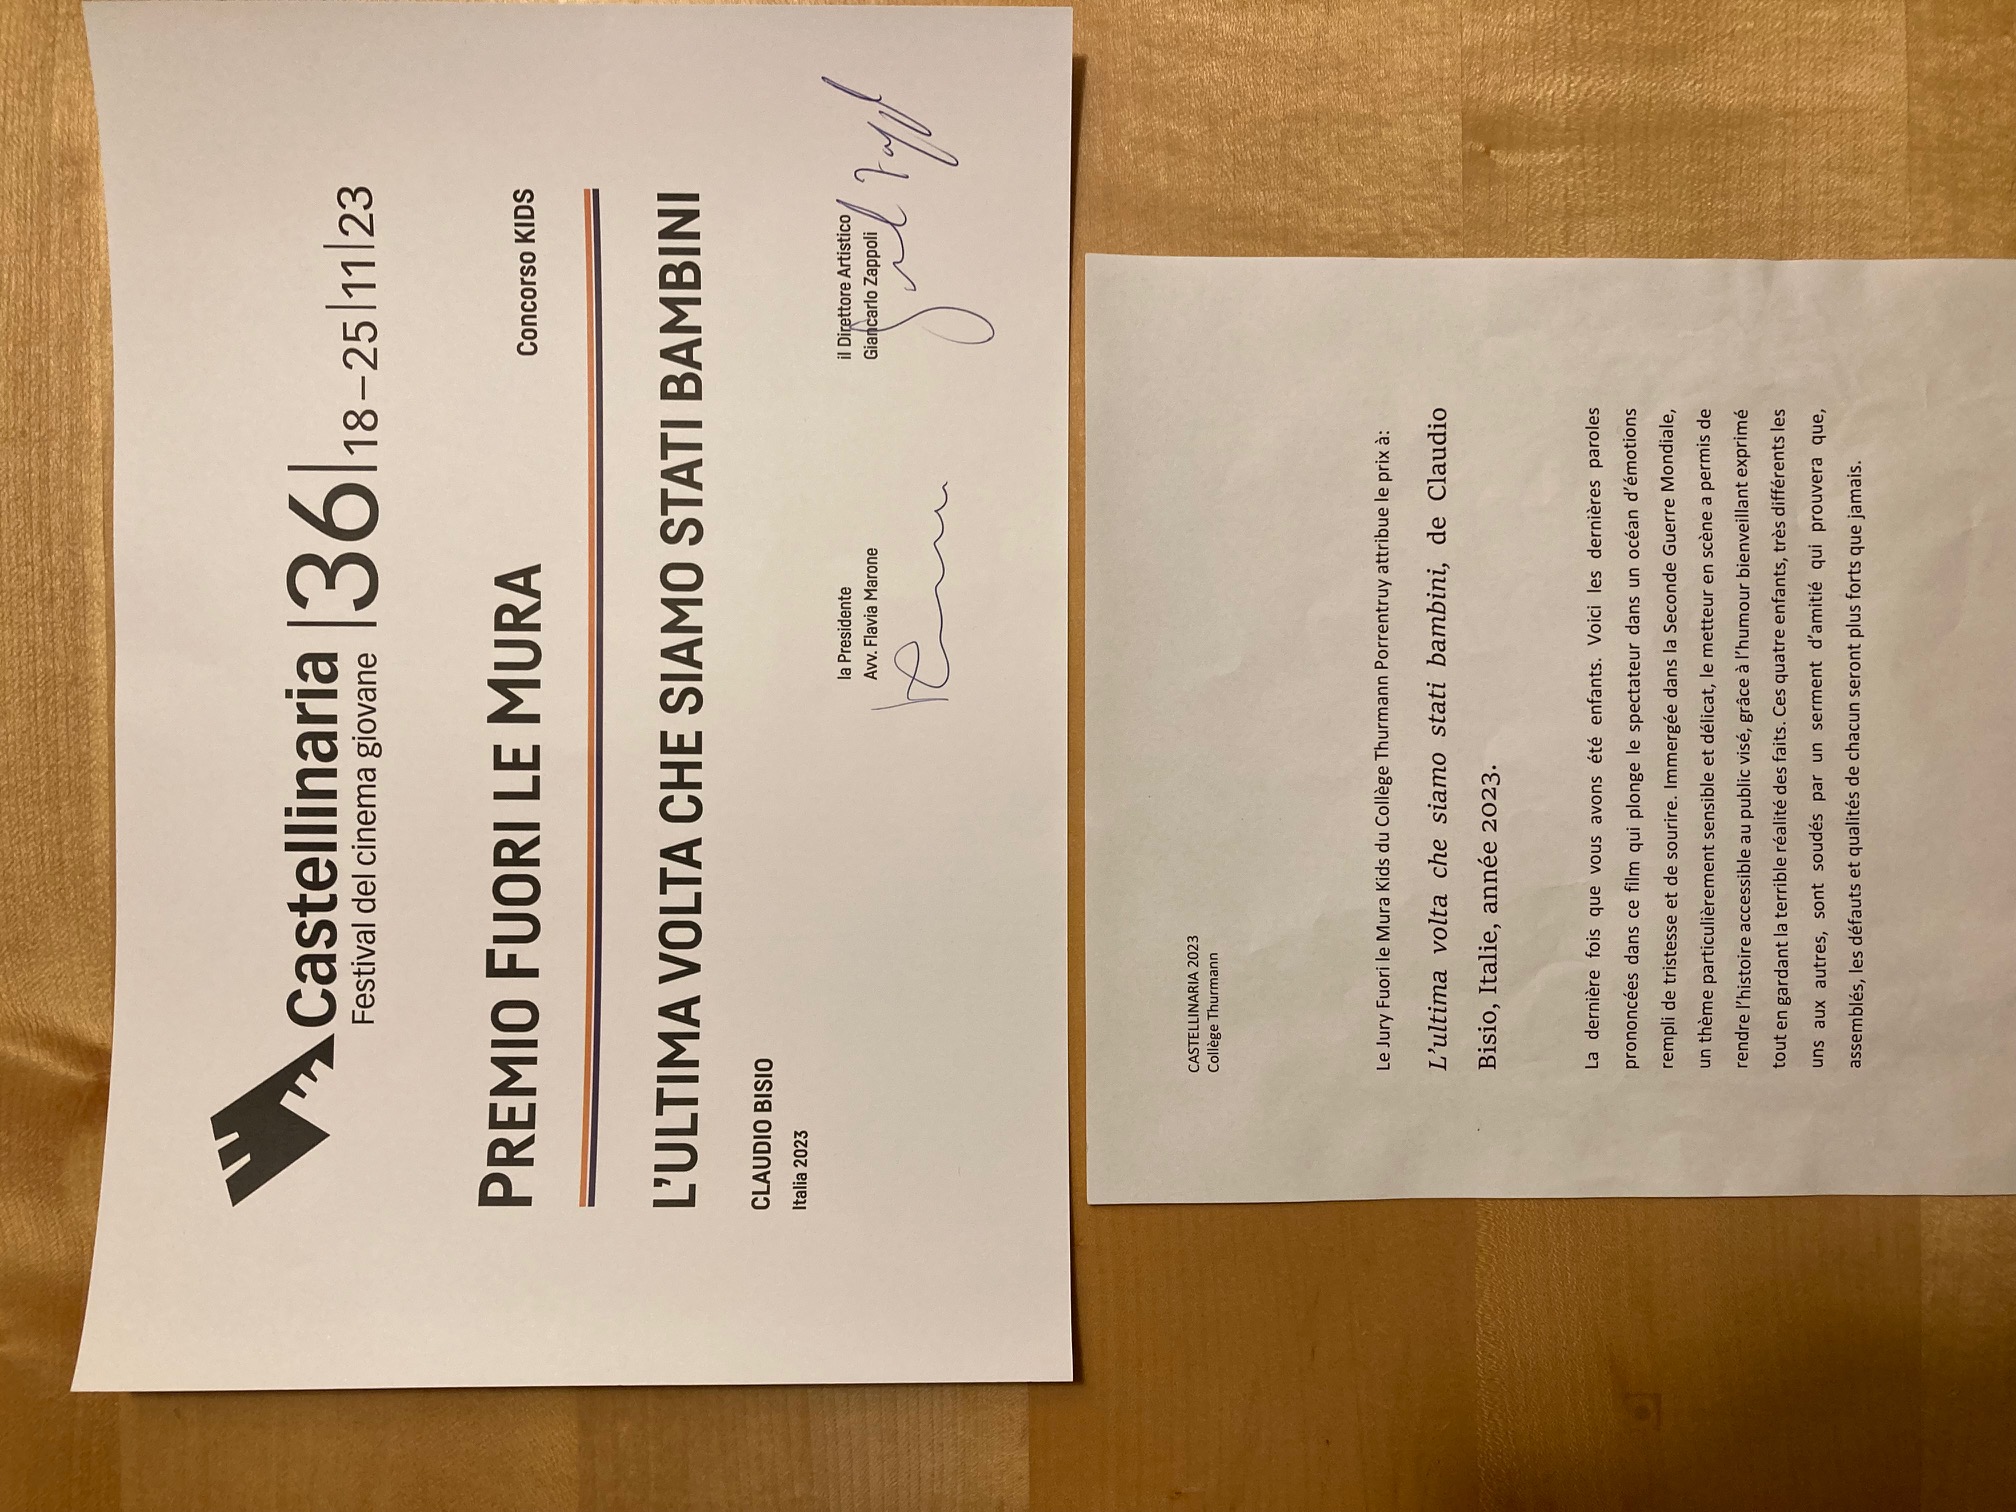 Castellinaria |36|18–25|11|23
Festival del cinema giovane
PREMIO FUORI LE MURA
Concorso KIDS
L'ULTIMA VOLTA CHE SIAMO STATI BAMBINI
CLAUDIO BISIO
Italia 2023
la Presidente
Avv. Flavia Marone
il Direttore Artistico
Giancarlo Zappoli
CASTELLINARIA 2023
Collège Thurmann
Le Jury Fuori le Mura Kids du Collège Thurmann Porrentruy attribue le prix à:
L'ultima volta che siamo stati bambini, de Claudio
Bisio, Italie, année 2023.
La dernière fois que vous avons été enfants. Voici les dernières paroles
prononcées dans ce film qui plonge le spectateur dans un océan d'émotions
rempli de tristesse et de sourire. Immergée dans la Seconde Guerre Mondiale,
un thème particulièrement sensible et délicat, le metteur en scène a permis de
rendre l'histoire accessible au public visé, grâce à l'humour bienveillant exprimé
tout en gardant la terrible réalité des faits. Ces quatre enfants, très différents les
uns aux autres, sont soudés par un serment d'amitié qui prouvera que,
assemblés, les défauts et qualités de chacun seront plus forts que jamais.